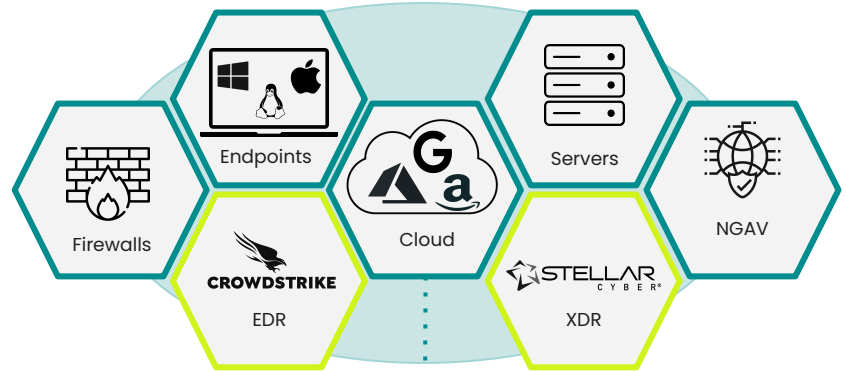 Endpoints
Servers
Firewalls
G
a
Cloud
NGAV
CROWDSTRIKE
EDR
STELLAR
CYBER®
XDR